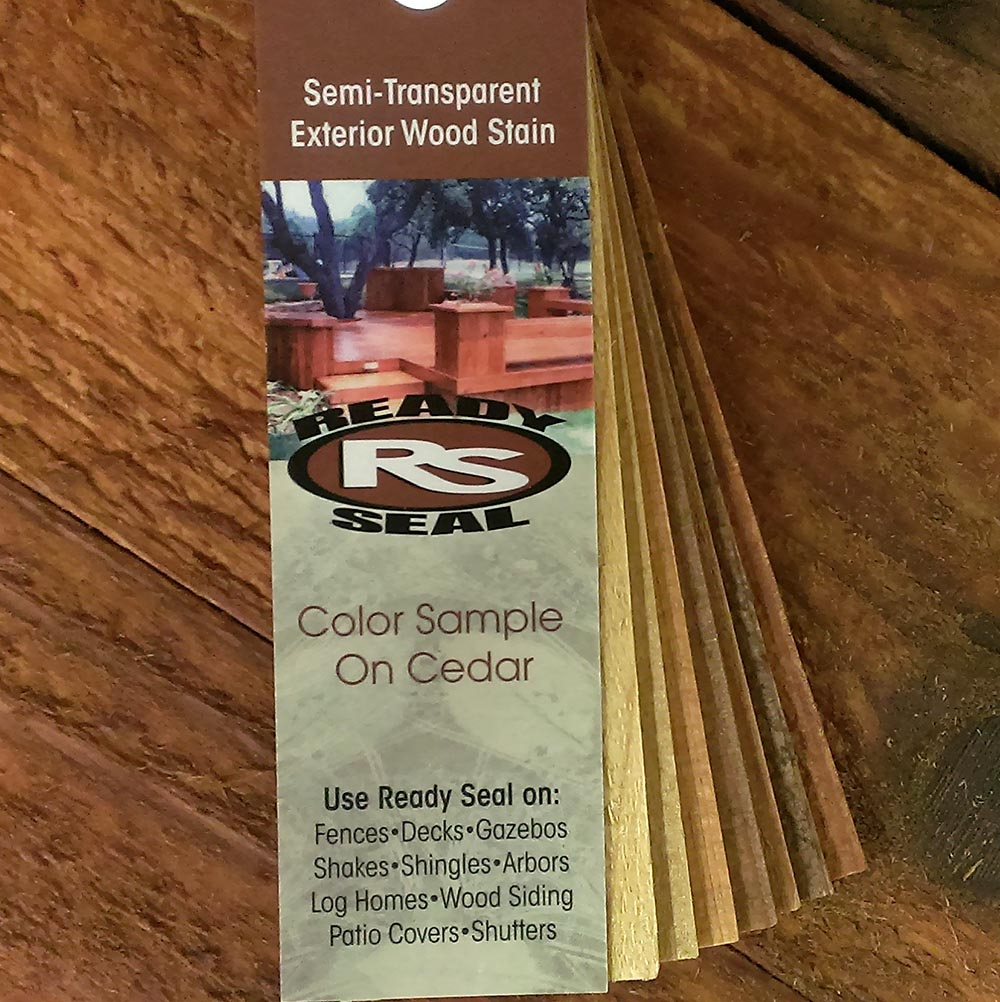 Semi-Transparent
Exterior Wood Stain
READY
RS
SEAL
Color Sample
On Cedar
Use Ready Seal on:
Fences•Decks•Gazebos
Shakes•Shingles•Arbors
Log Homes•Wood Siding
Patio Covers•Shutters